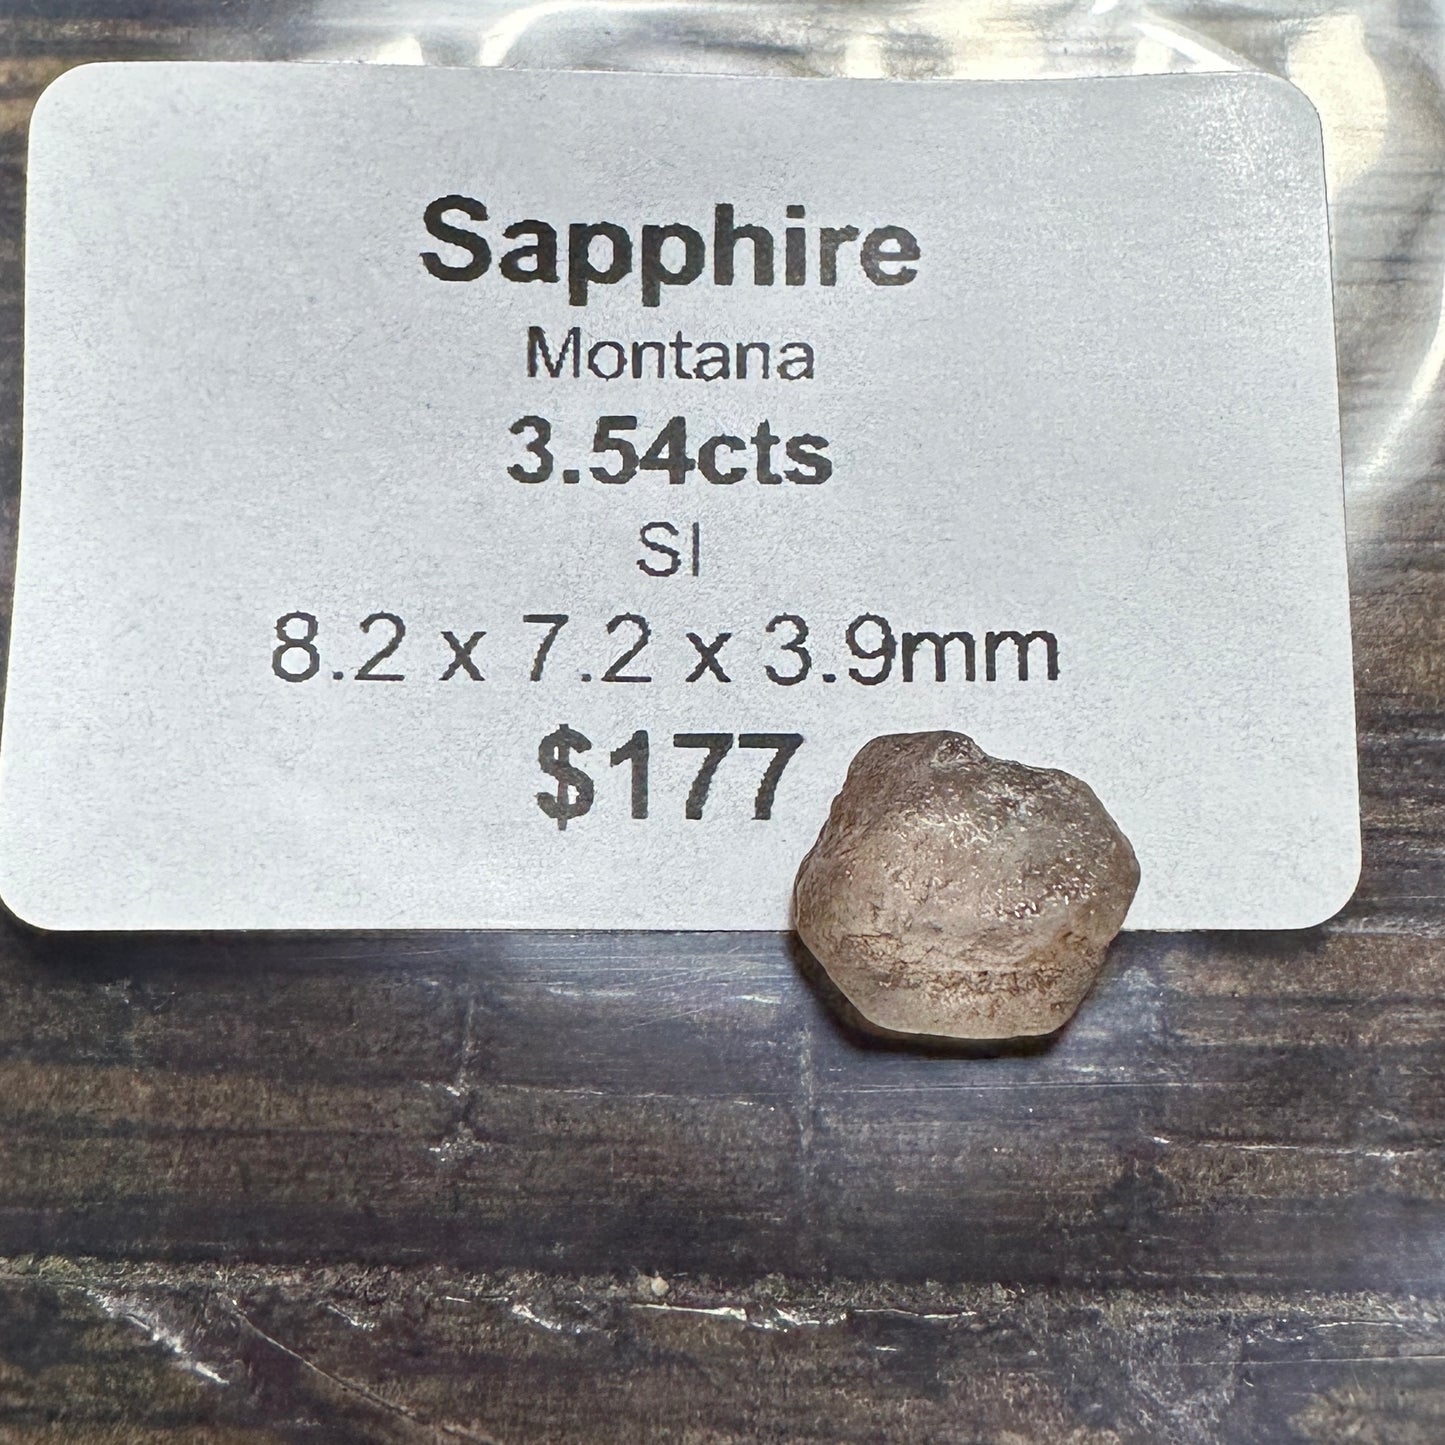 Sapphire
Montana
3.54cts
SI
8.2 x 7.2 x 3.9mm
$177